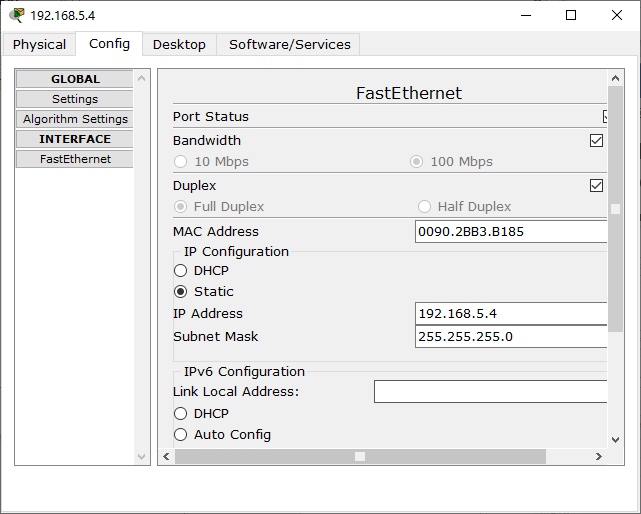 192.168.5.4
Physical Config Desktop Software/Services
GLOBAL
Settings
Algorithm Settings
INTERFACE
FastEthernet
FastEthernet
Port Status
Bandwidth
10 Mbps 100 Mbps
Duplex
Full Duplex Half Duplex
MAC Address 0090.2BB3.B185
IP Configuration
DHCP
Static
IP Address 192.168.5.4
Subnet Mask 255.255.255.0
IPv6 Configuration
Link Local Address:
DHCP
Auto Config